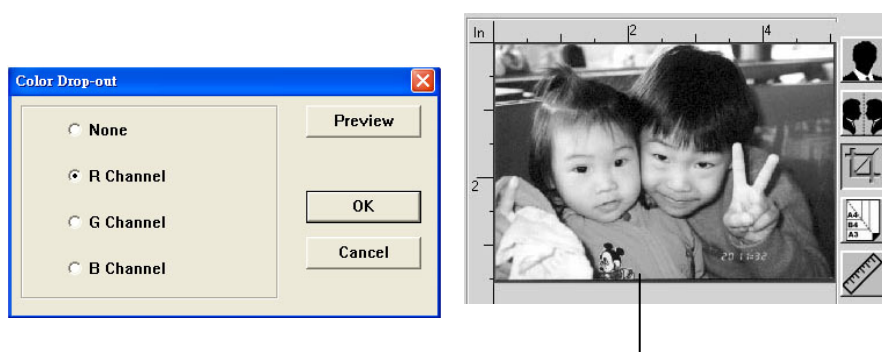 Color Drop-out
None
R Channel
G Channel
B Channel
Preview
OK
Cancel
In
2
4
2
20 11:32
A4
B4
A3